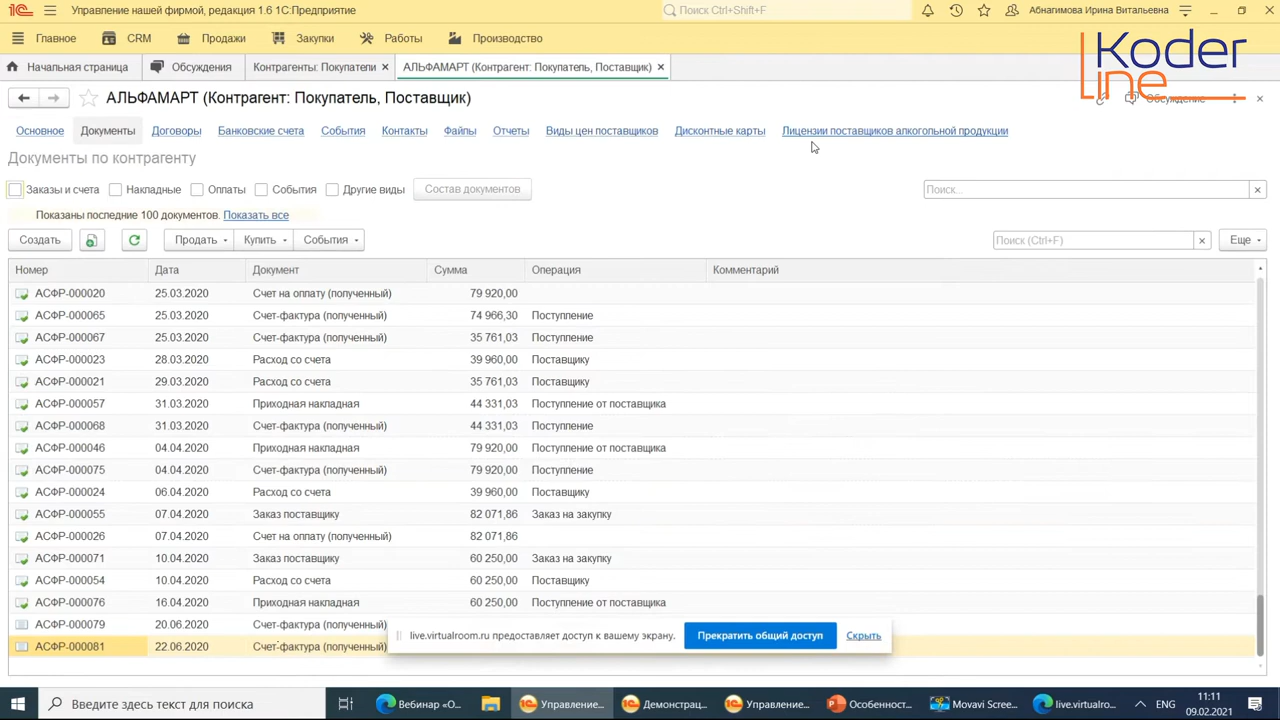 Управление нашей фирмой, редакция 1.6 1С:Предприятие
Поиск Ctrl+Shift+F
Абнагимова Ирина Витальевна
Главное CRM Продажи Закупки Работы Производство
Koder
line
Начальная страница Обсуждения Контрагенты: Покупатели АЛЬФАМАРТ (Контрагент: Покупатель, Поставщик)
АЛЬФАМАРТ (Контрагент: Покупатель, Поставщик)
Обсуждение
Основное Документы Договоры Банковские счета События Контакты Файлы Отчеты Виды цен поставщиков Дисконтные карты Лицензии поставщиков алкогольной продукции
Документы по контрагенту
Заказы и счета Накладные Оплаты События Другие виды Состав документов Поиск...
Показаны последние 100 документов. Показать все
Создать Продать Купить События Поиск (Ctrl+F) Еще
Номер Дата Документ Сумма Операция Комментарий
АСФР-000020 25.03.2020 Счет на оплату (полученный) 79 920,00
АСФР-000065 25.03.2020 Счет-фактура (полученный) 74 966,30 Поступление
АСФР-000067 25.03.2020 Счет-фактура (полученный) 35 761,03 Поступление
АСФР-000023 28.03.2020 Расход со счета 39 960,00 Поставщику
АСФР-000021 29.03.2020 Расход со счета 35 761,03 Поставщику
АСФР-000057 31.03.2020 Приходная накладная 44 331,03 Поступление от поставщика
АСФР-000068 31.03.2020 Счет-фактура (полученный) 44 331,03 Поступление
АСФР-000046 04.04.2020 Приходная накладная 79 920,00 Поступление от поставщика
АСФР-000075 04.04.2020 Счет-фактура (полученный) 79 920,00 Поступление
АСФР-000024 06.04.2020 Расход со счета 39 960,00 Поставщику
АСФР-000055 07.04.2020 Заказ поставщику 82 071,86 Заказ на закупку
АСФР-000026 07.04.2020 Счет на оплату (полученный) 82 071,86
АСФР-000071 10.04.2020 Заказ поставщику 60 250,00 Заказ на закупку
АСФР-000054 10.04.2020 Расход со счета 60 250,00 Поставщику
АСФР-000076 16.04.2020 Приходная накладная 60 250,00 Поступление от поставщика
АСФР-000079 20.06.2020 Счет-фактура (полученный)
АСФР-000081 22.06.2020 Счет-фактура (полученный)
live.virtualroom.ru предоставляет доступ к вашему экрану. Прекратить общий доступ Скрыть
Введите здесь текст для поиска Вебинар «О... Управление... Демонстрац... Управление... Особенност... Movavi Scree... live.virtualro... ENG 11:11
09.02.2021